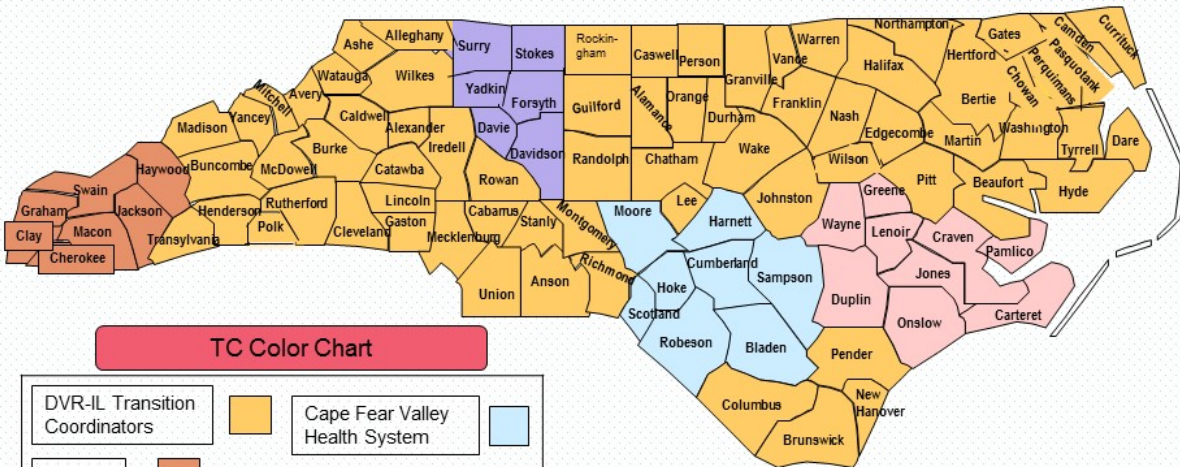 Northampton
Currituck
Alleghany
Ashe
Surry
Stokes
Rockin-
gham
Caswell
Person
Granville
Vance
Warren
Halifax
Hertford
Gates
Camden
Pasquotank
Perquimans
Chowan
Watauga
Wilkes
Yadkin
Forsyth
Guilford
Alamance
Orange
Durham
Franklin
Nash
Edgecombe
Bertie
Martin
Washington
Tyrrell
Dare
Mitchell
Avery
Yancey
Caldwell
Alexander
Iredell
Davie
Davidson
Randolph
Chatham
Wake
Wilson
Pitt
Beaufort
Hyde
Madison
Buncombe
McDowell
Burke
Catawba
Rowan
Haywood
Swain
Graham
Jackson
Macon
Clay
Cherokee
Transylvania
Henderson
Polk
Rutherford
Cleveland
Lincoln
Gaston
Mecklenburg
Cabarrus
Stanly
Montgomery
Moore
Lee
Harnett
Johnston
Wayne
Greene
Lenoir
Craven
Pamlico
Jones
Carteret
Onslow
Duplin
Sampson
Cumberland
Hoke
Scotland
Richmond
Anson
Union
Robeson
Bladen
Pender
Columbus
New
Hanover
Brunswick
TC Color Chart
DVR-IL Transition
Coordinators
Cape Fear Valley
Health System